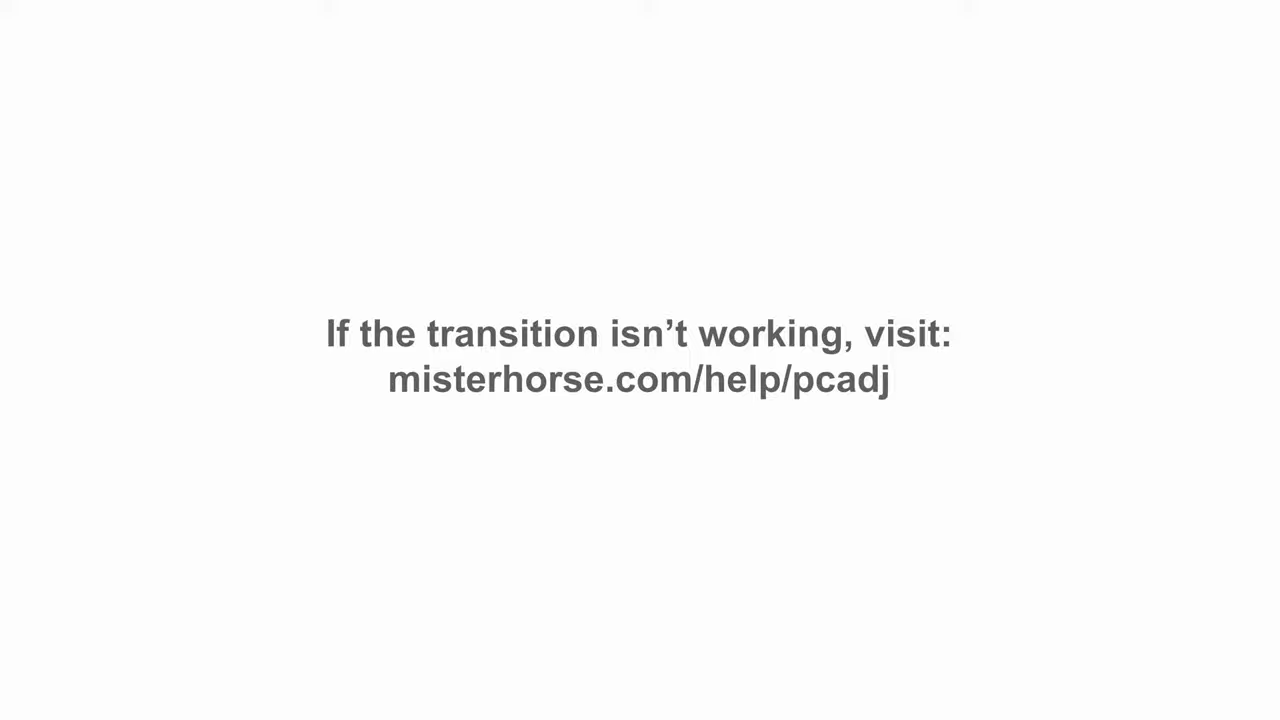 If the transition isn’t working, visit:
misterhorse.com/help/pcadj